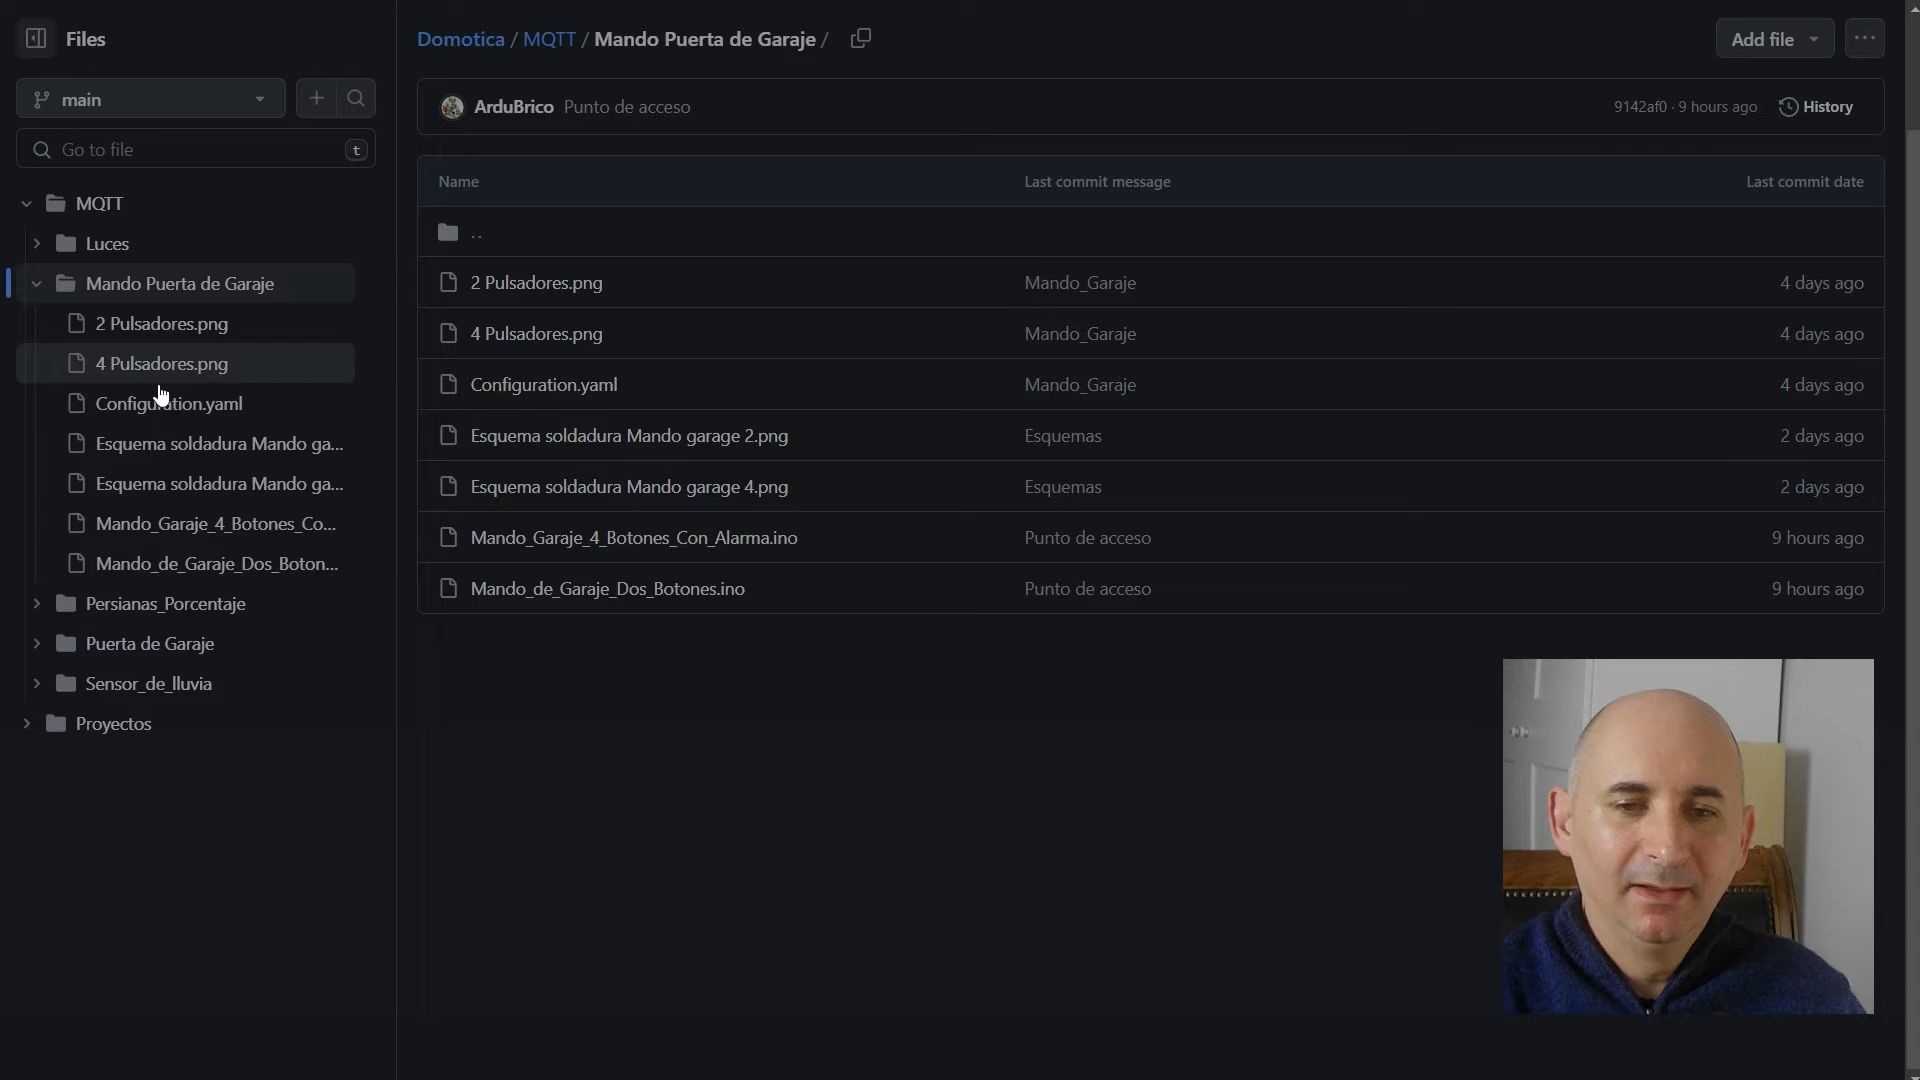 Files
main
Go to file
t
MQTT
Luces
Mando Puerta de Garaje
2 Pulsadores.png
4 Pulsadores.png
Configuration.yaml
Esquema soldadura Mando ga...
Esquema soldadura Mando ga...
Mando_Garaje_4_Botones_Co...
Mando_de_Garaje_Dos_Boton...
Persianas_Porcentaje
Puerta de Garaje
Sensor_de_lluvia
Proyectos
Domotica / MQTT / Mando Puerta de Garaje /
Add file
ArduBrico Punto de acceso
9142af0 · 9 hours ago History
Name Last commit message Last commit date
..
2 Pulsadores.png Mando_Garaje 4 days ago
4 Pulsadores.png Mando_Garaje 4 days ago
Configuration.yaml Mando_Garaje 4 days ago
Esquema soldadura Mando garage 2.png Esquemas 2 days ago
Esquema soldadura Mando garage 4.png Esquemas 2 days ago
Mando_Garaje_4_Botones_Con_Alarma.ino Punto de acceso 9 hours ago
Mando_de_Garaje_Dos_Botones.ino Punto de acceso 9 hours ago